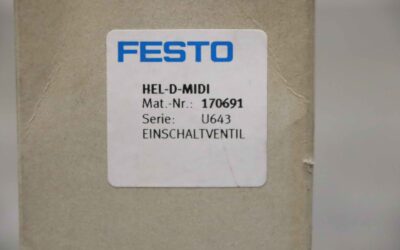 FESTO
HEL-D-MIDI
Mat.-Nr.: 170691
Serie: U643
EINSCHALTVENTIL